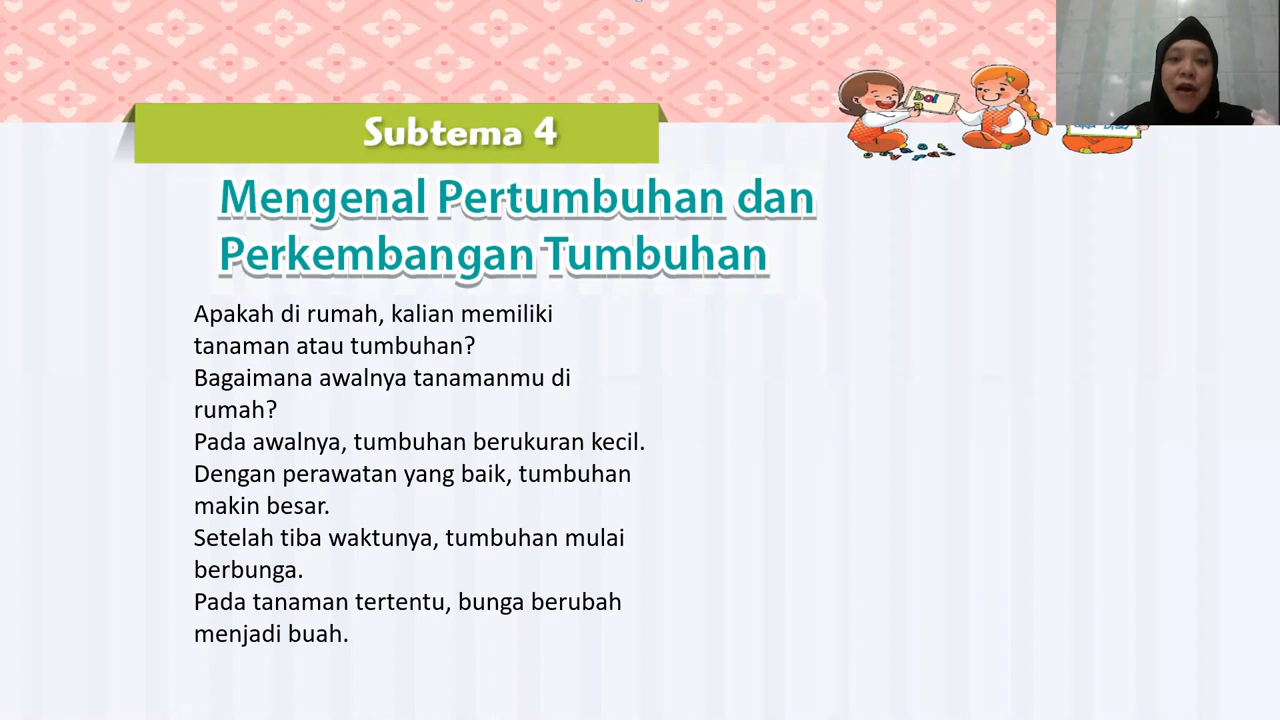 Subtema 4
Mengenal Pertumbuhan dan
Perkembangan Tumbuhan
Apakah di rumah, kalian memiliki
tanaman atau tumbuhan?
Bagaimana awalnya tanamanmu di
rumah?
Pada awalnya, tumbuhan berukuran kecil.
Dengan perawatan yang baik, tumbuhan
makin besar.
Setelah tiba waktunya, tumbuhan mulai
berbunga.
Pada tanaman tertentu, bunga berubah
menjadi buah.